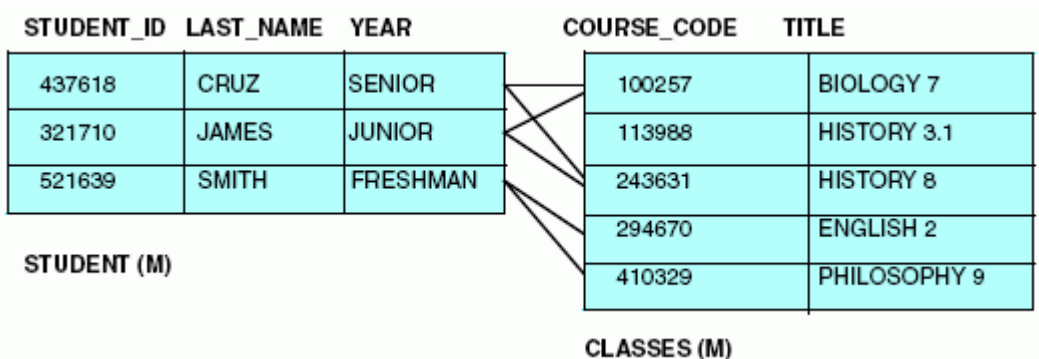 STUDENT_ID LAST_NAME YEAR COURSE_CODE TITLE
437618 CRUZ SENIOR 100257 BIOLOGY 7
321710 JAMES JUNIOR 113988 HISTORY 3.1
521639 SMITH FRESHMAN 243631 HISTORY 8
294670 ENGLISH 2
STUDENT (M)
410329 PHILOSOPHY 9
CLASSES (M)